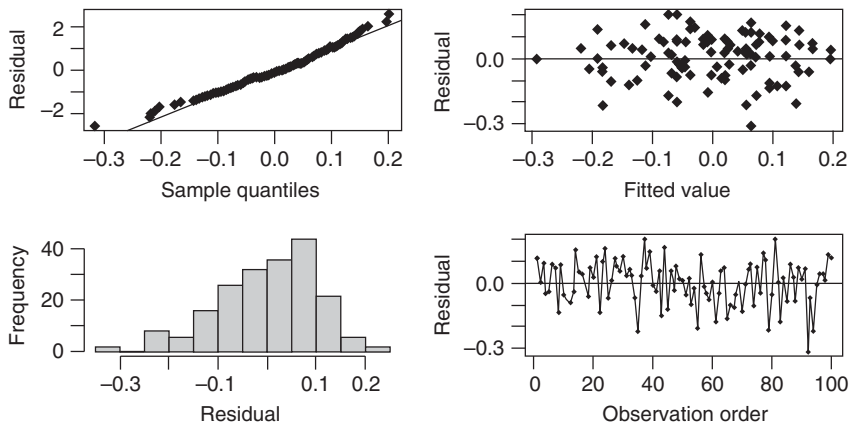 Residual
2
0
−2
−0.3 −0.2 −0.1 0.0 0.1 0.2
Sample quantiles
Residual
0.0
−0.3
−0.3 −0.2 −0.1 0.0 0.1 0.2
Fitted value
Frequency
40
20
0
−0.3 −0.1 0.1 0.2
Residual
Residual
0.0
−0.3
0 20 40 60 80 100
Observation order